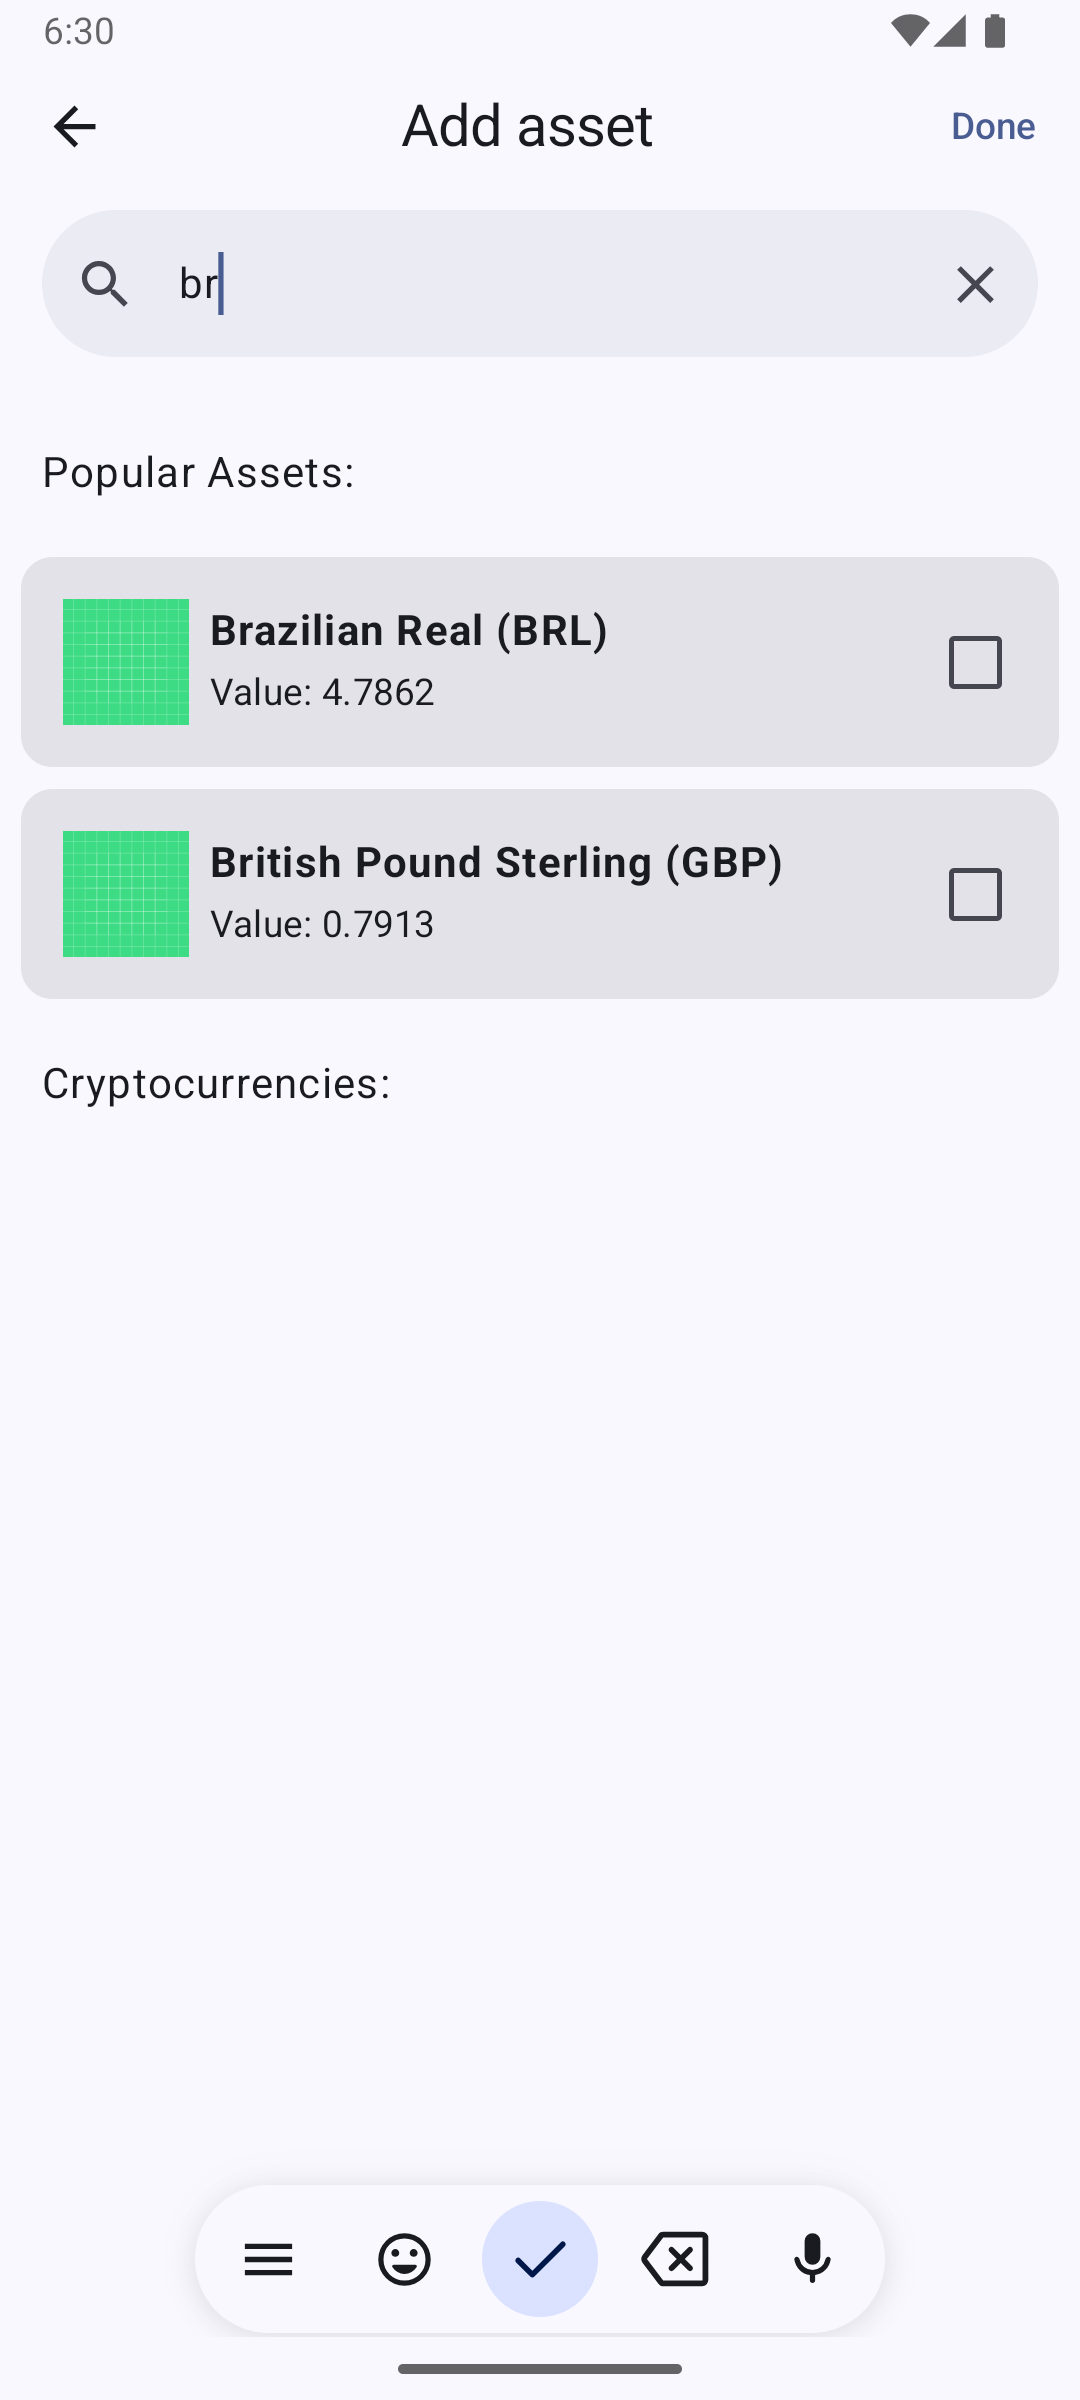 6:30
Add asset
Done
br
Popular Assets:
Brazilian Real (BRL)
Value: 4.7862
British Pound Sterling (GBP)
Value: 0.7913
Cryptocurrencies: